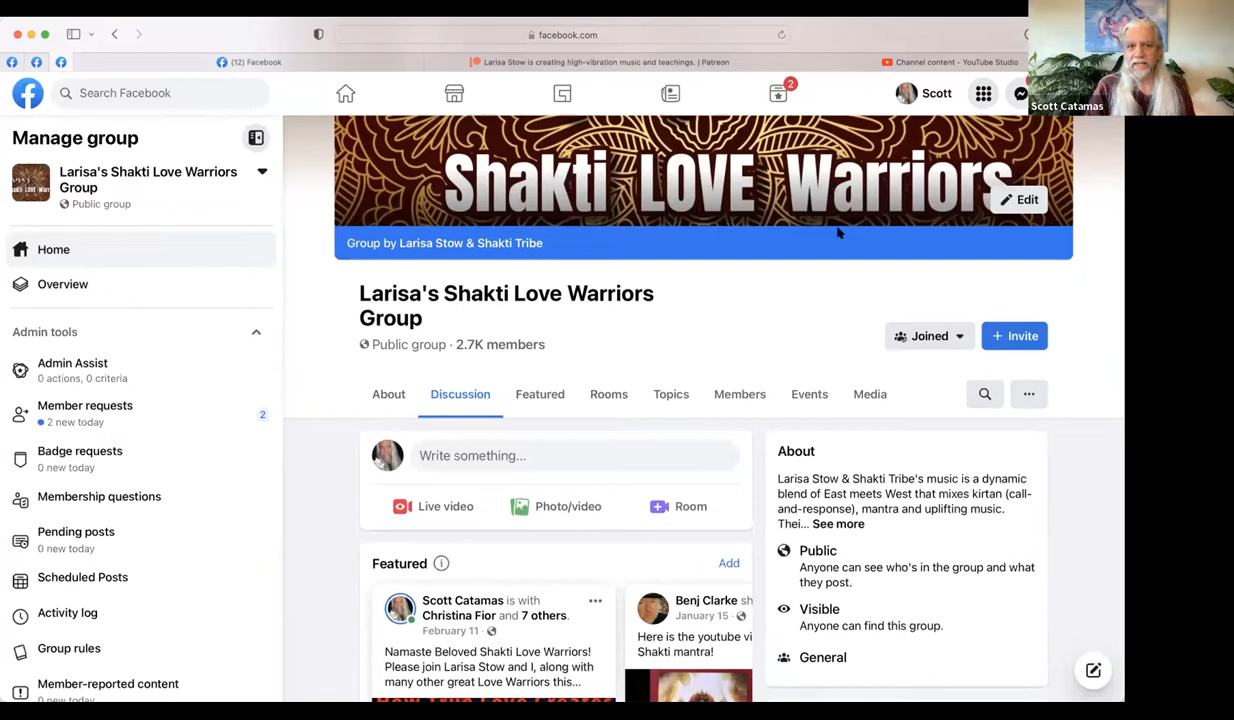 facebook.com
(12) Facebook
Larisa Stow is creating high-vibration music and teachings. | Patreon
Channel content - YouTube Studio
Scott Catamas
Search Facebook
2
Scott
Manage group
Larisa's Shakti Love Warriors
Group
Public group
Home
Overview
Admin tools
Admin Assist
0 actions, 0 criteria
Member requests
2 new today
2
Badge requests
0 new today
Membership questions
Pending posts
0 new today
Scheduled Posts
Activity log
Group rules
Member-reported content
0 new today
Shakti LOVE Warriors
Edit
Group by Larisa Stow & Shakti Tribe
Larisa's Shakti Love Warriors
Group
Public group · 2.7K members
Joined
+ Invite
About
Discussion
Featured
Rooms
Topics
Members
Events
Media
Write something...
Live video
Photo/video
Room
Featured
Add
Scott Catamas is with
Christina Fior and 7 others.
February 11 ·
Namaste Beloved Shakti Love Warriors!
Please join Larisa Stow and I, along with
many other great Love Warriors this...
How True Love Creates
Benj Clarke sh
January 15 ·
Here is the youtube vi
Shakti mantra!
About
Larisa Stow & Shakti Tribe's music is a dynamic
blend of East meets West that mixes kirtan (call-
and-response), mantra and uplifting music.
Thei... See more
Public
Anyone can see who's in the group and what
they post.
Visible
Anyone can find this group.
General